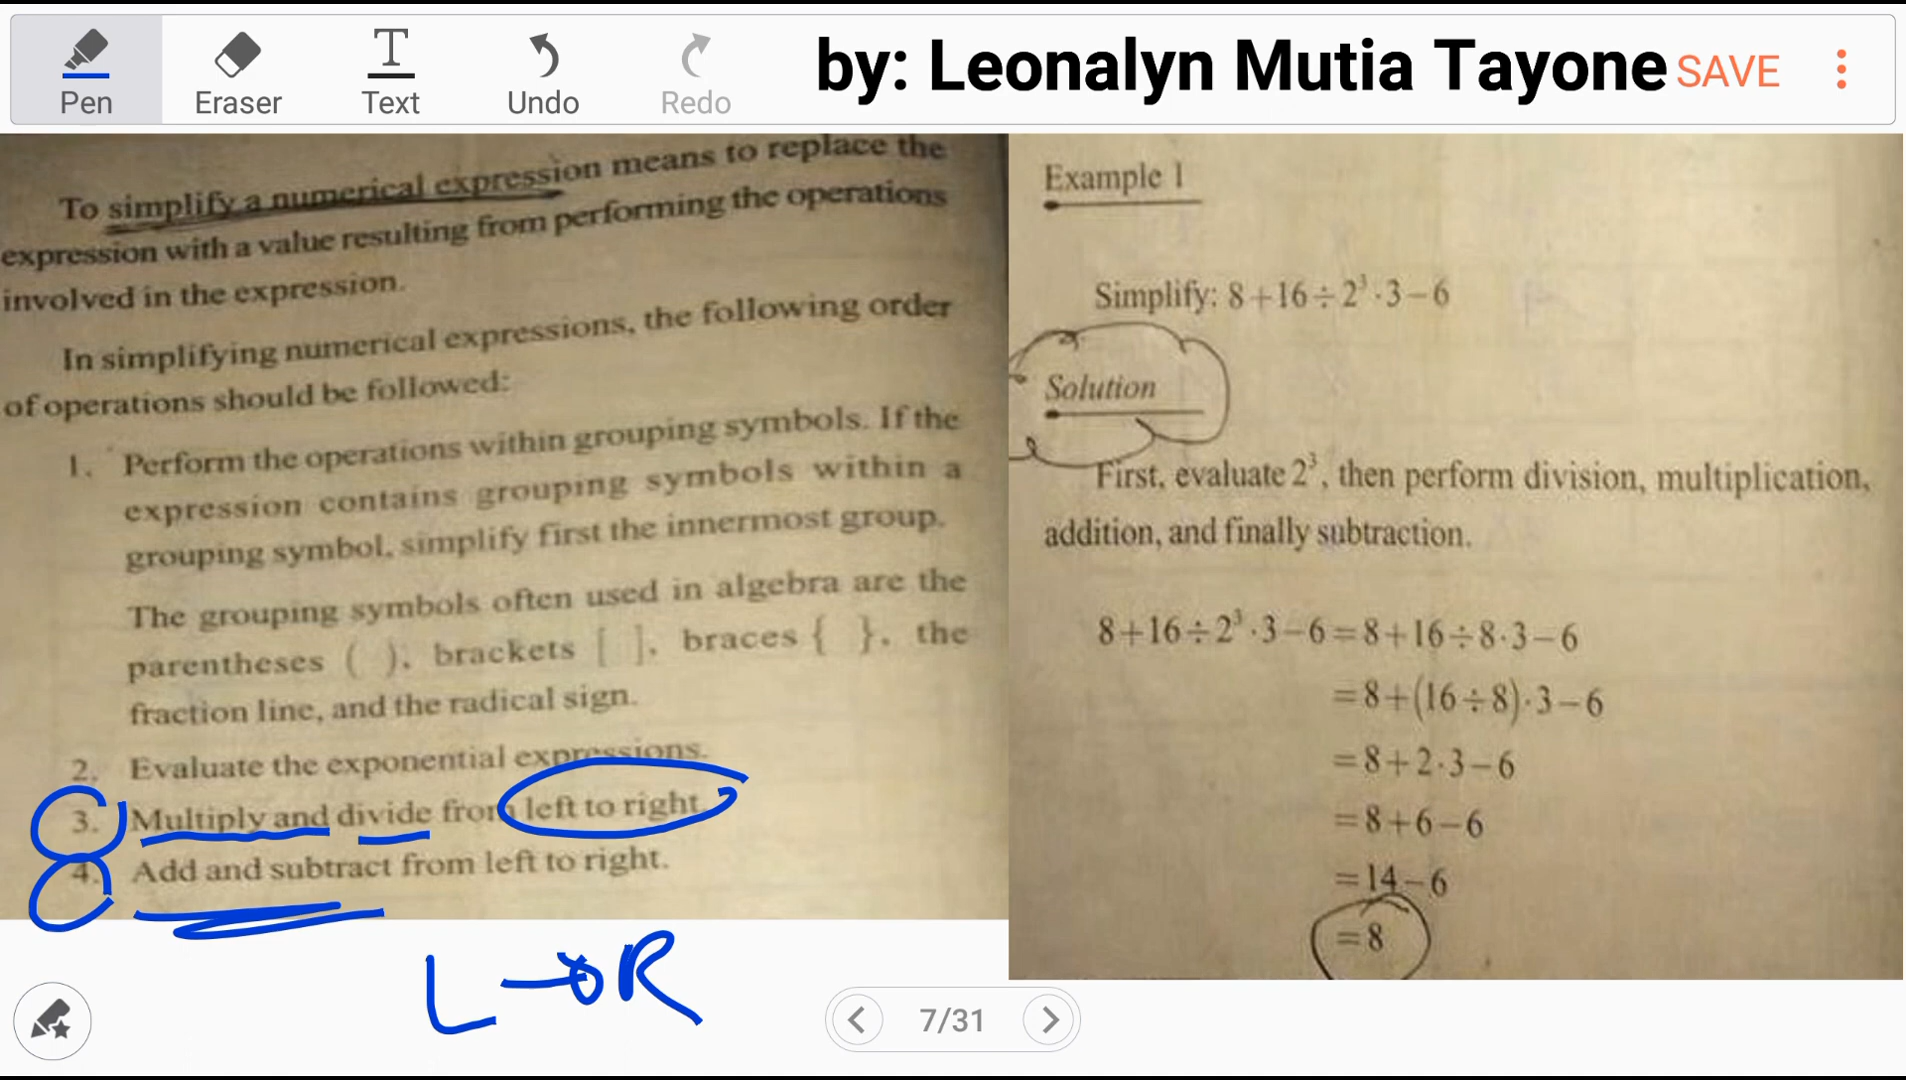 Pen
Eraser
Text
Undo
Redo
by: Leonalyn Mutia Tayone
SAVE
To simplify a numerical expression means to replace the
expression with a value resulting from performing the operations
involved in the expression.
In simplifying numerical expressions, the following order
of operations should be followed:
1. Perform the operations within grouping symbols. If the
expression contains grouping symbols within a
grouping symbol, simplify first the innermost group.
The grouping symbols often used in algebra are the
parentheses ( ), brackets [ ], braces { }, the
fraction line, and the radical sign.
2. Evaluate the exponential expressions.
3. Multiply and divide from left to right.
4. Add and subtract from left to right.
L→R
Example 1
Simplify: 8+16÷2³·3−6
Solution
First, evaluate 2³, then perform division, multiplication,
addition, and finally subtraction.
8+16÷2³·3−6=8+16÷8·3−6
=8+(16÷8)·3−6
=8+2·3−6
=8+6−6
=14−6
=8
7/31